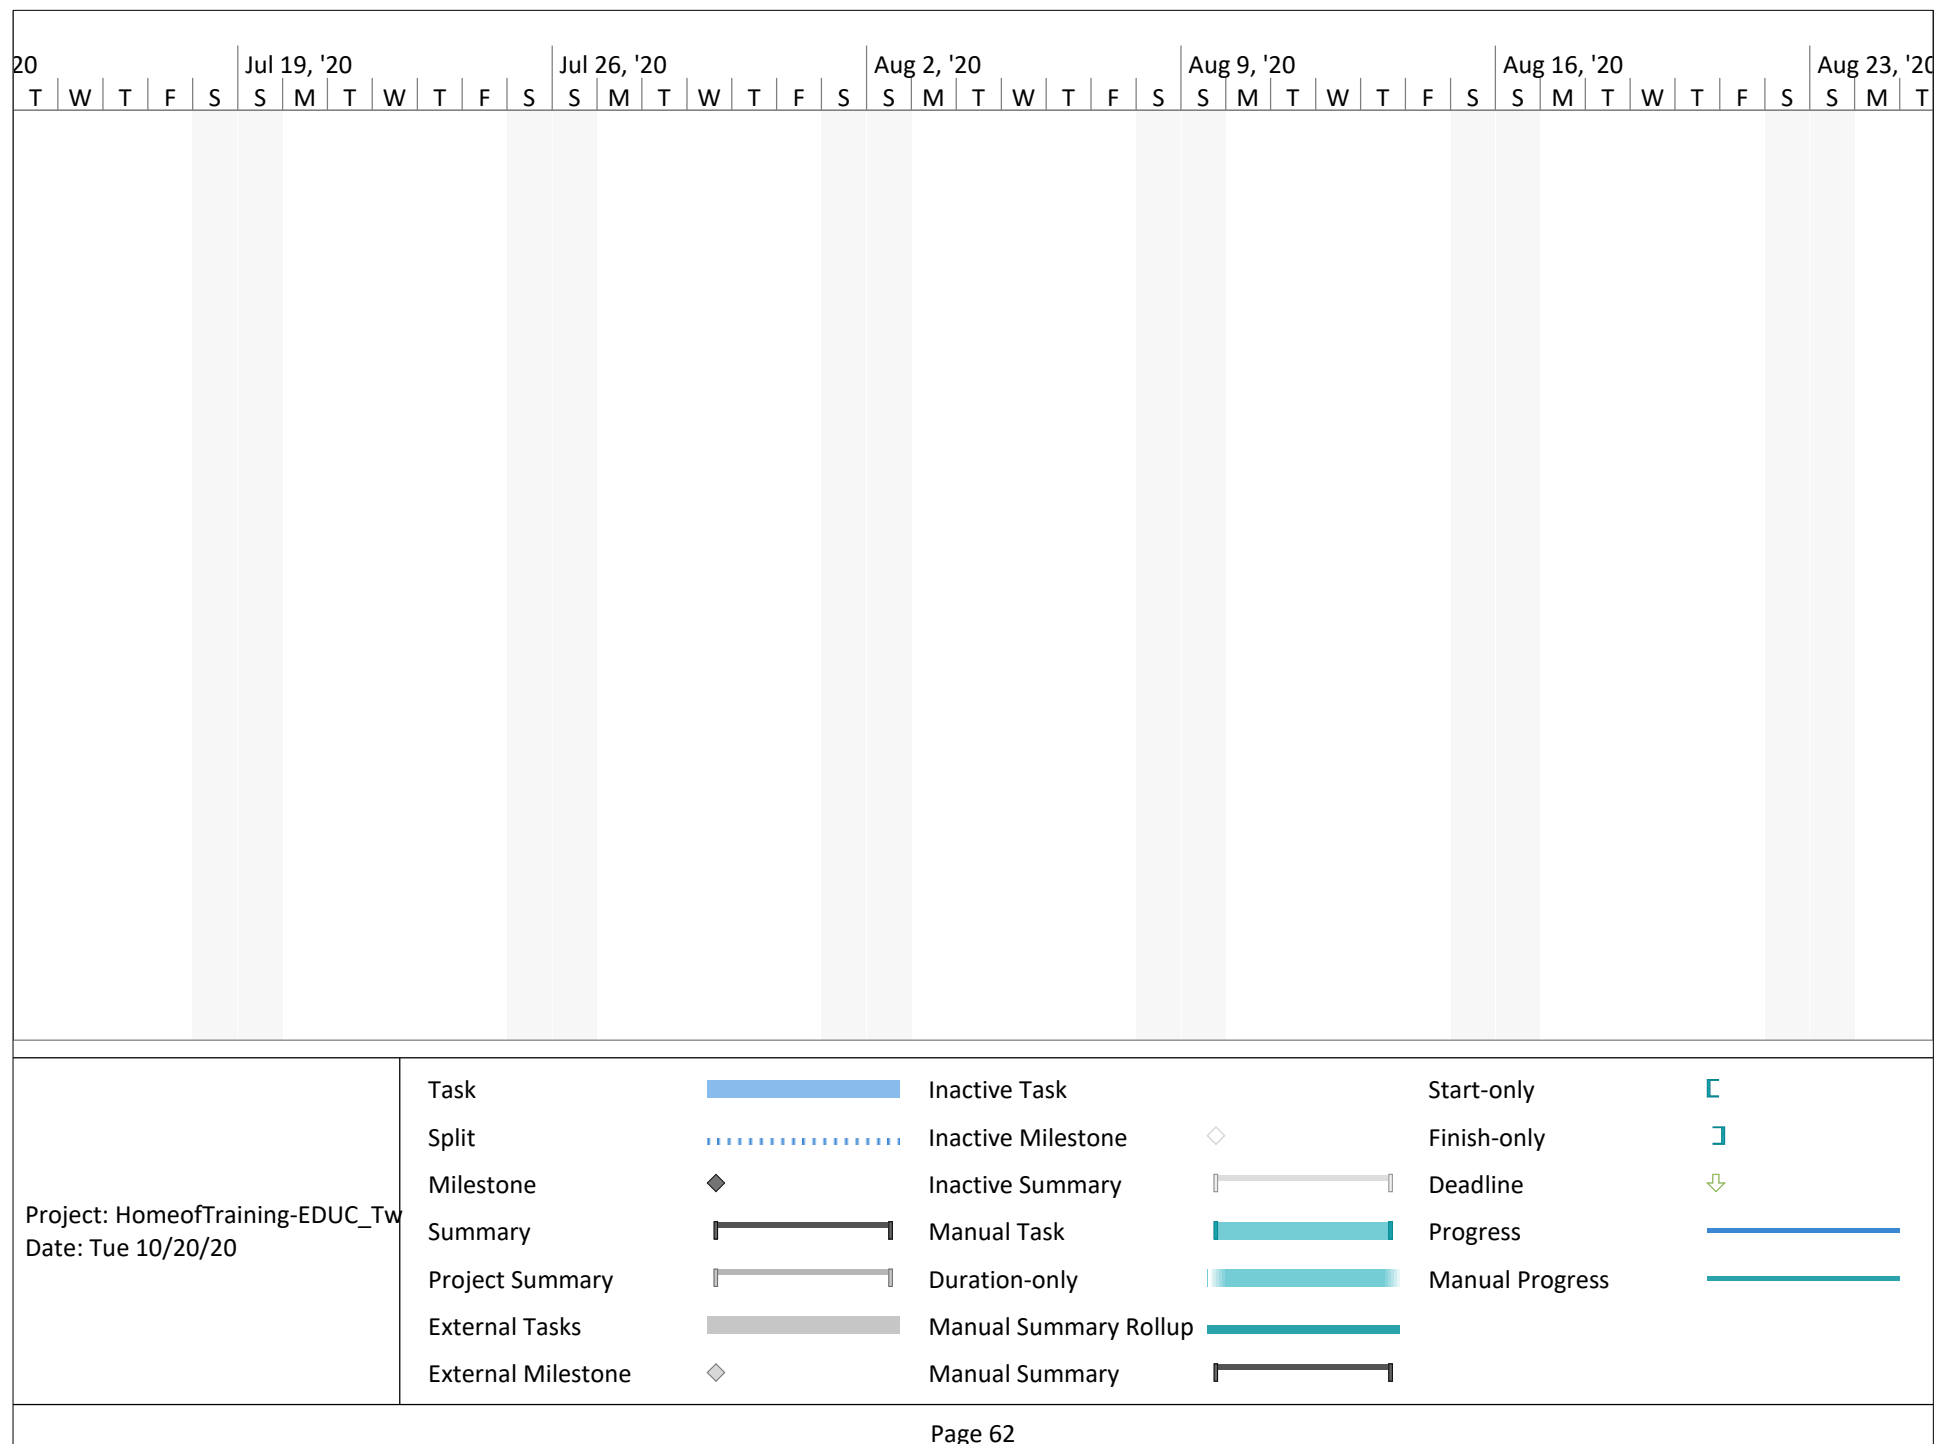 20 Jul 19, '20 Jul 26, '20 Aug 2, '20 Aug 9, '20 Aug 16, '20 Aug 23, '20
T W T F S S M T W T F S S M T W T F S S M T W T F S S M T W T F S S M T W T F S S M T
Task Inactive Task Start-only
Split Inactive Milestone Finish-only
Milestone Inactive Summary Deadline
Project: HomeofTraining-EDUC_Tw
Date: Tue 10/20/20
Summary Manual Task Progress
Project Summary Duration-only Manual Progress
External Tasks Manual Summary Rollup
External Milestone Manual Summary
Page 62